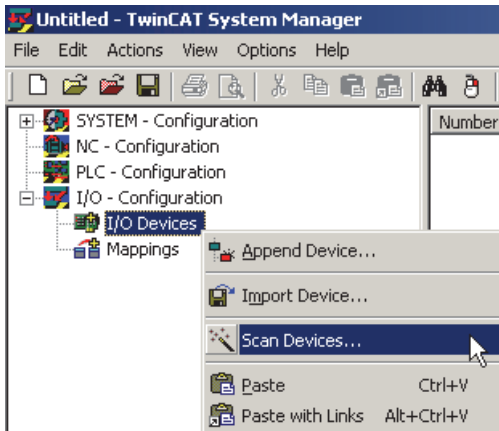 Untitled - TwinCAT System Manager
File Edit Actions View Options Help
SYSTEM - Configuration
Number
NC - Configuration
PLC - Configuration
I/O - Configuration
I/O Devices
Mappings
Append Device...
Import Device...
Scan Devices...
Paste Ctrl+V
Paste with Links Alt+Ctrl+V